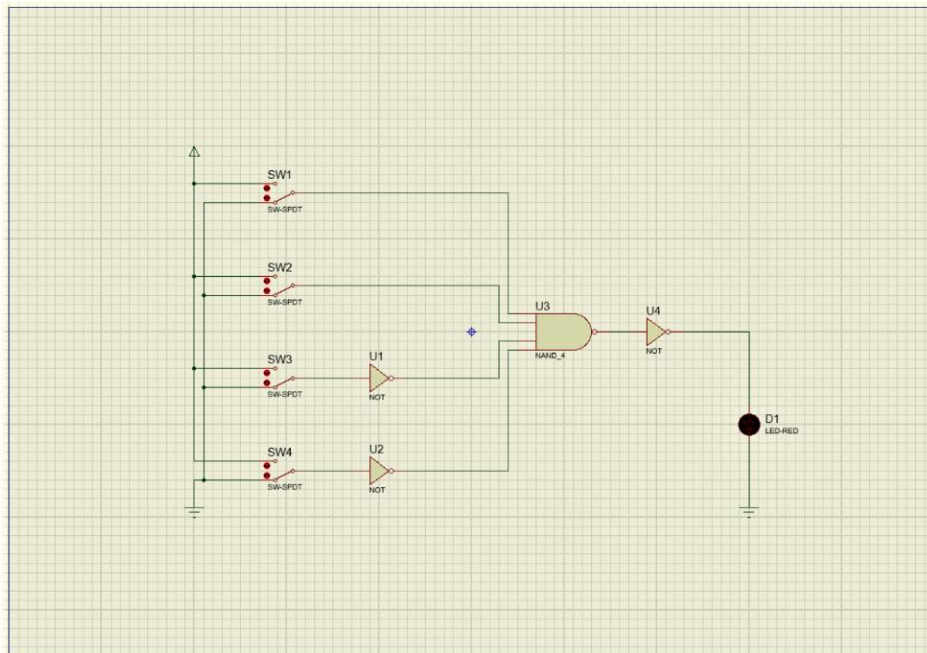 SW1
SW-SPDT
SW2
SW-SPDT
U3
NAND_4
U4
NOT
SW3
SW-SPDT
U1
NOT
D1
LED-RED
SW4
SW-SPDT
U2
NOT